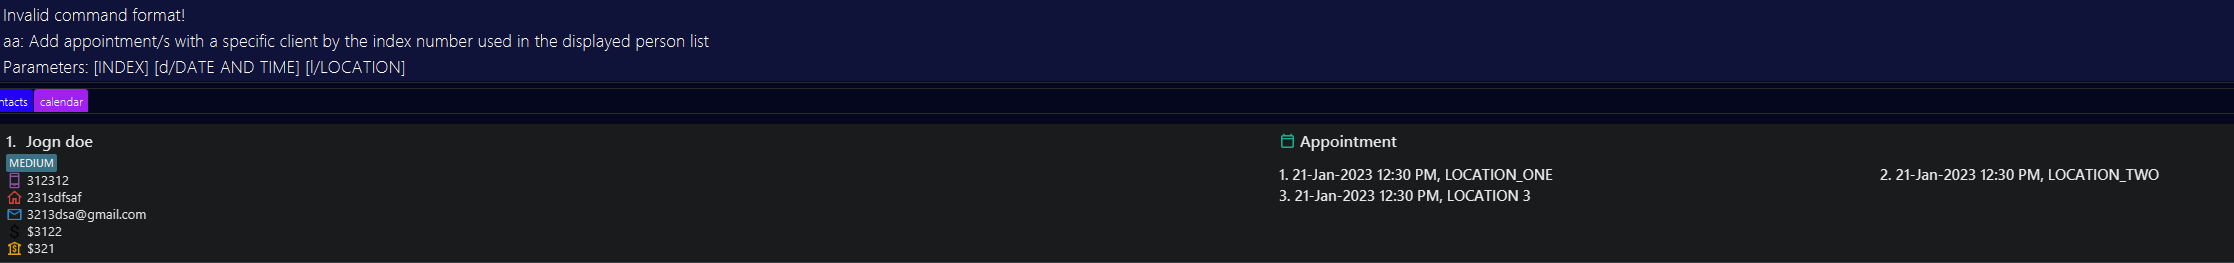 Invalid command format!
aa: Add appointment/s with a specific client by the index number used in the displayed person list
Parameters: [INDEX] [d/DATE AND TIME] [l/LOCATION]
ntacts calendar
1. Jogn doe
MEDIUM
312312
231sdfsaf
3213dsa@gmail.com
$3122
$321
Appointment
1. 21-Jan-2023 12:30 PM, LOCATION_ONE
2. 21-Jan-2023 12:30 PM, LOCATION_TWO
3. 21-Jan-2023 12:30 PM, LOCATION 3